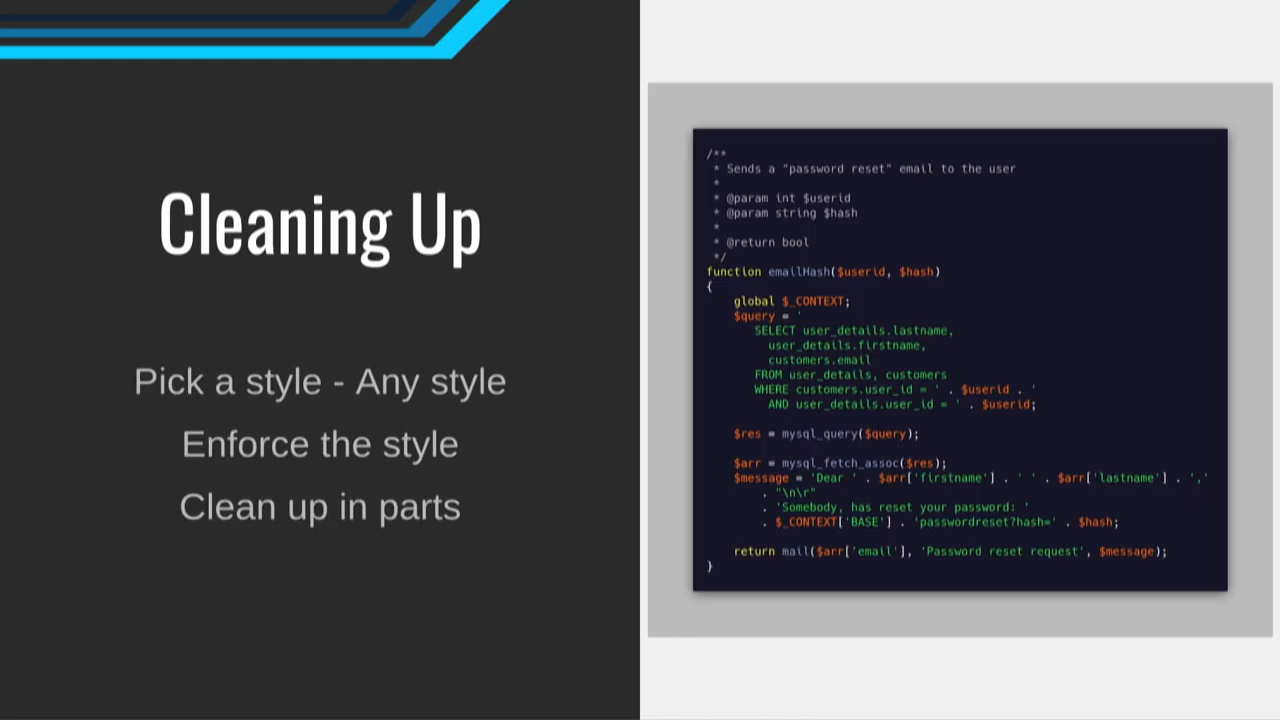 Cleaning Up
Pick a style - Any style
Enforce the style
Clean up in parts
/**
 * Sends a "password reset" email to the user
 *
 * @param int $userid
 * @param string $hash
 *
 * @return bool
 */
function emailHash($userid, $hash)
{
    global $_CONTEXT;
    $query = '
       SELECT user_details.lastname,
         user_details.firstname,
         customers.email
       FROM user_details, customers
       WHERE customers.user_id = ' . $userid . '
         AND user_details.user_id = ' . $userid;
    $res = mysql_query($query);
    $arr = mysql_fetch_assoc($res);
    $message = 'Dear ' . $arr['firstname'] . ' ' . $arr['lastname'] . ','
        . "\n\r"
        . 'Somebody, has reset your password: '
        . $_CONTEXT['BASE'] . 'passwordreset?hash=' . $hash;
    return mail($arr['email'], 'Password reset request', $message);
}